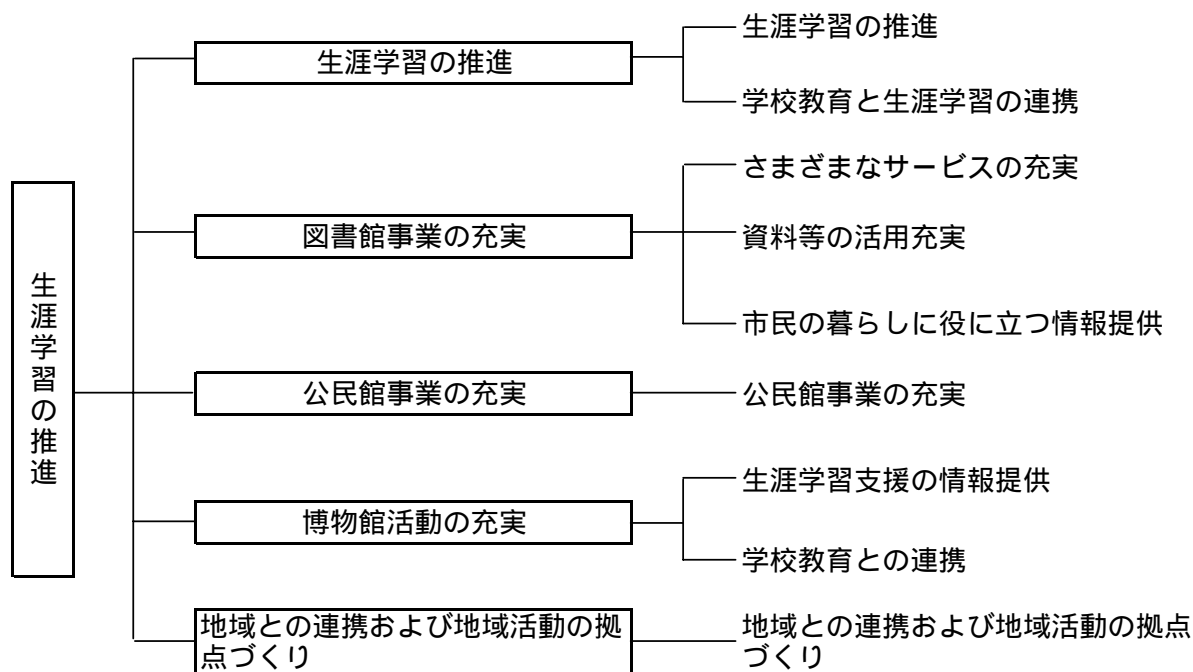 生涯学習の推進
生涯学習の推進
生涯学習の推進
学校教育と生涯学習の連携
図書館事業の充実
さまざまなサービスの充実
資料等の活用充実
市民の暮らしに役に立つ情報提供
公民館事業の充実
公民館事業の充実
博物館活動の充実
生涯学習支援の情報提供
学校教育との連携
地域との連携および地域活動の拠
点づくり
地域との連携および地域活動の拠点
づくり